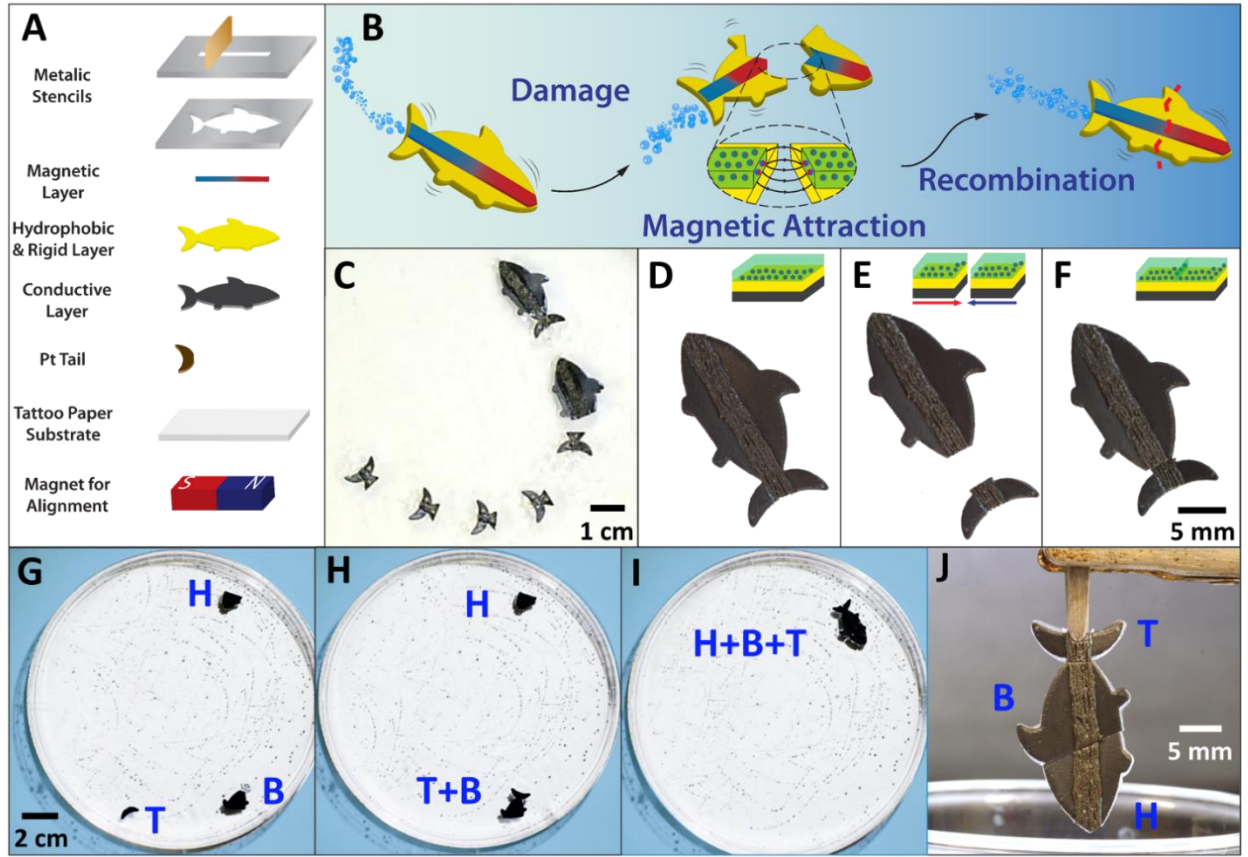 A
Metalic
Stencils
Magnetic
Layer
Hydrophobic
& Rigid Layer
Conductive
Layer
Pt Tail
Tattoo Paper
Substrate
Magnet for
Alignment
S N
B
Damage
Magnetic Attraction
Recombination
C
1 cm
D
E
F
5 mm
G
H
B
T
2 cm
H
H
T+B
I
H+B+T
J
T
B
5 mm
H